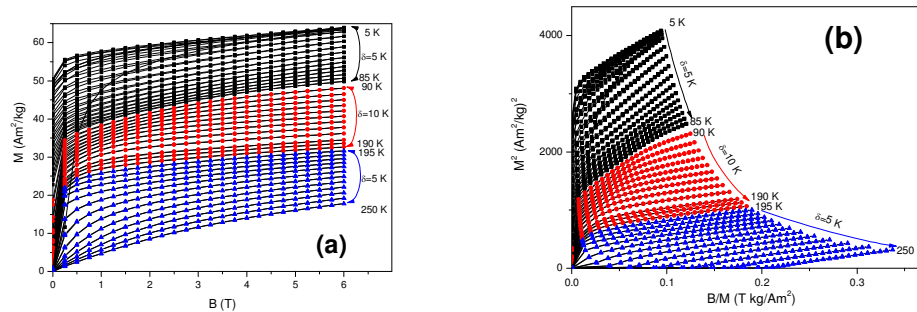 M (Am²/kg)
60
50
40
30
20
10
0
5 K
δ=5 K
85 K
90 K
δ=10 K
190 K
195 K
δ=5 K
250 K
(a)
0 1 2 3 4 5 6
B (T)
M² (Am²/kg)²
4000
2000
0
(b)
5 K
δ=5 K
85 K
90 K
δ=10 K
190 K
195 K
δ=5 K
250
0.0 0.1 0.2 0.3
B/M (T kg/Am²)